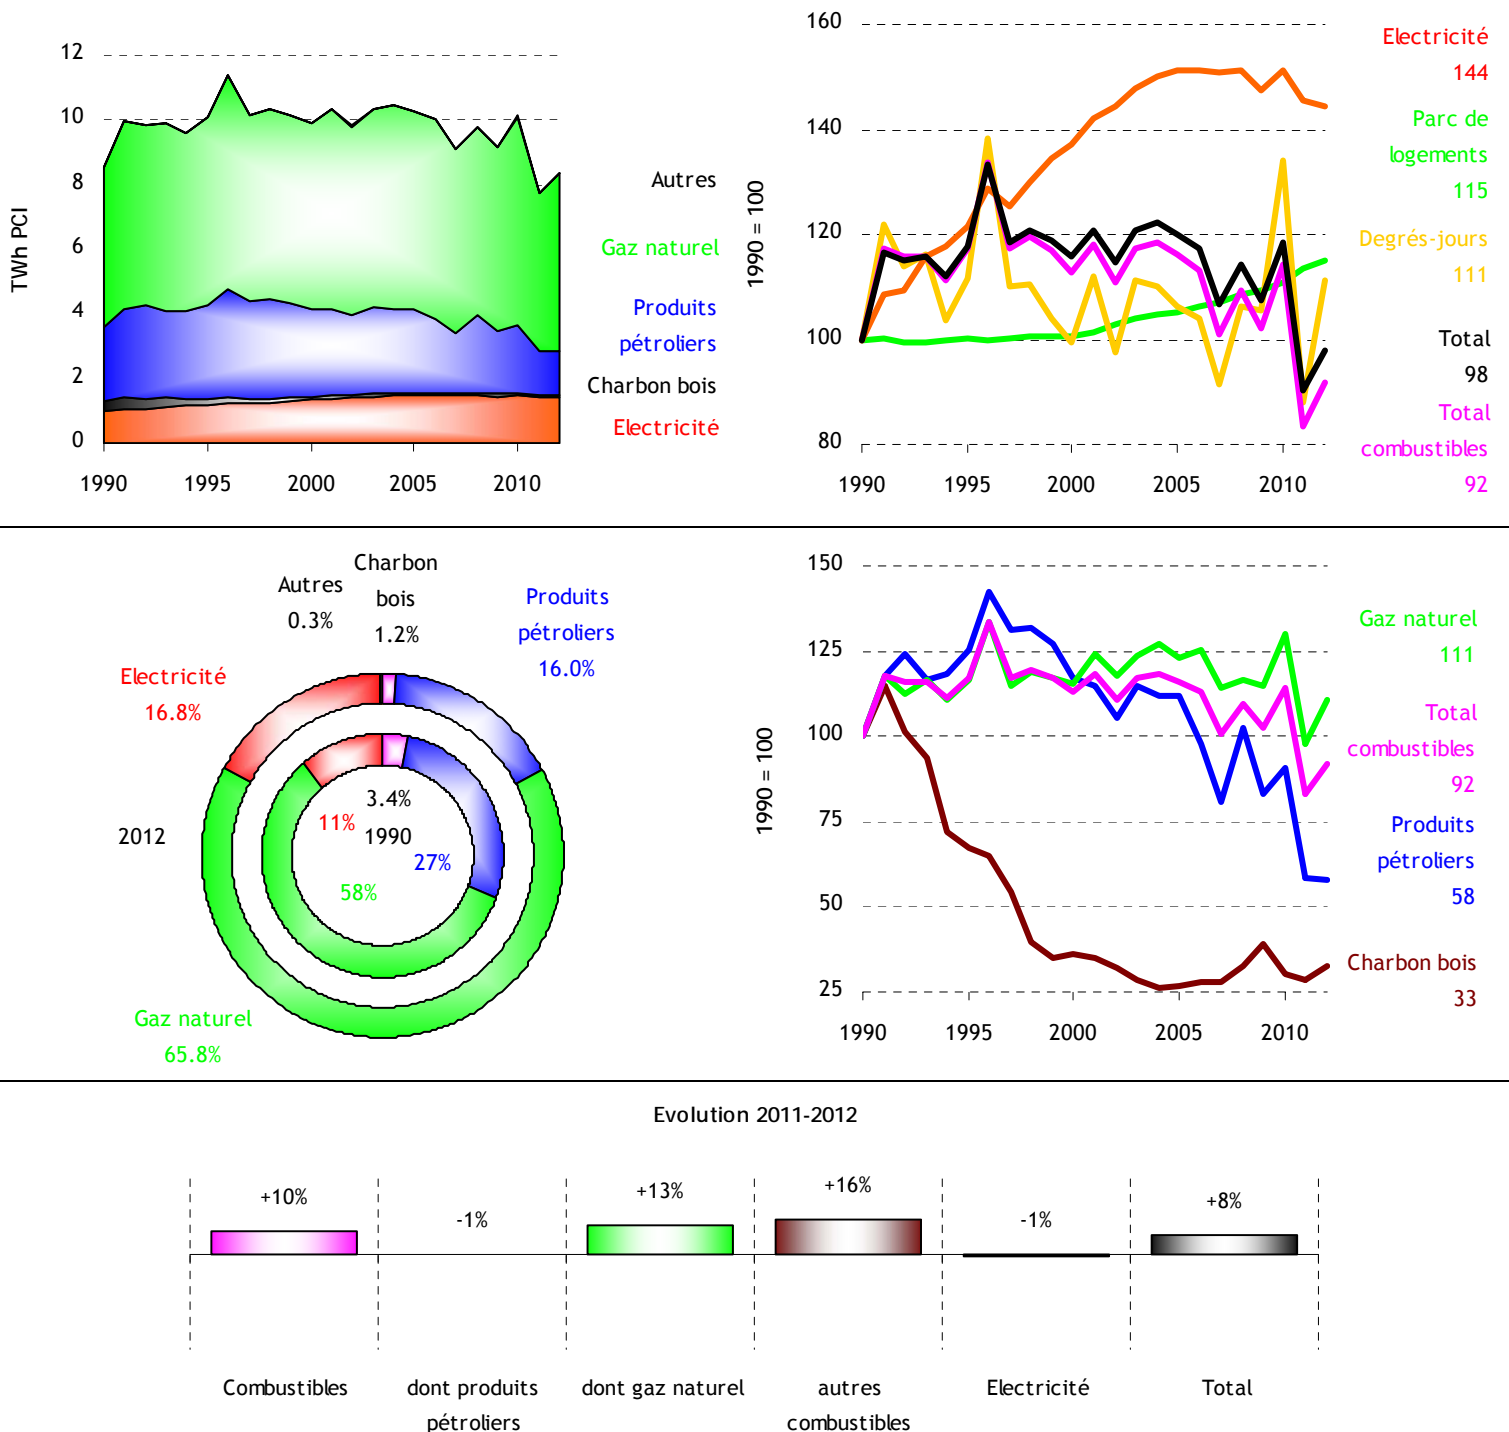 12
10
8
6
4
2
0
TWh PCI
1990
1995
2000
2005
2010
Autres
Gaz naturel
Produits
pétroliers
Charbon bois
Electricité
160
140
120
100
80
1990 = 100
1990
1995
2000
2005
2010
Electricité
144
Parc de
logements
115
Degrés-jours
111
Total
98
Total
combustibles
92
Charbon
bois
1.2%
Autres
0.3%
Produits
pétroliers
16.0%
Electricité
16.8%
2012
3.4%
11%
1990
27%
58%
Gaz naturel
65.8%
150
125
100
75
50
25
1990 = 100
1990
1995
2000
2005
2010
Gaz naturel
111
Total
combustibles
92
Produits
pétroliers
58
Charbon bois
33
Evolution 2011-2012
+10%
-1%
+13%
+16%
-1%
+8%
Combustibles
dont produits
pétroliers
dont gaz naturel
autres
combustibles
Electricité
Total